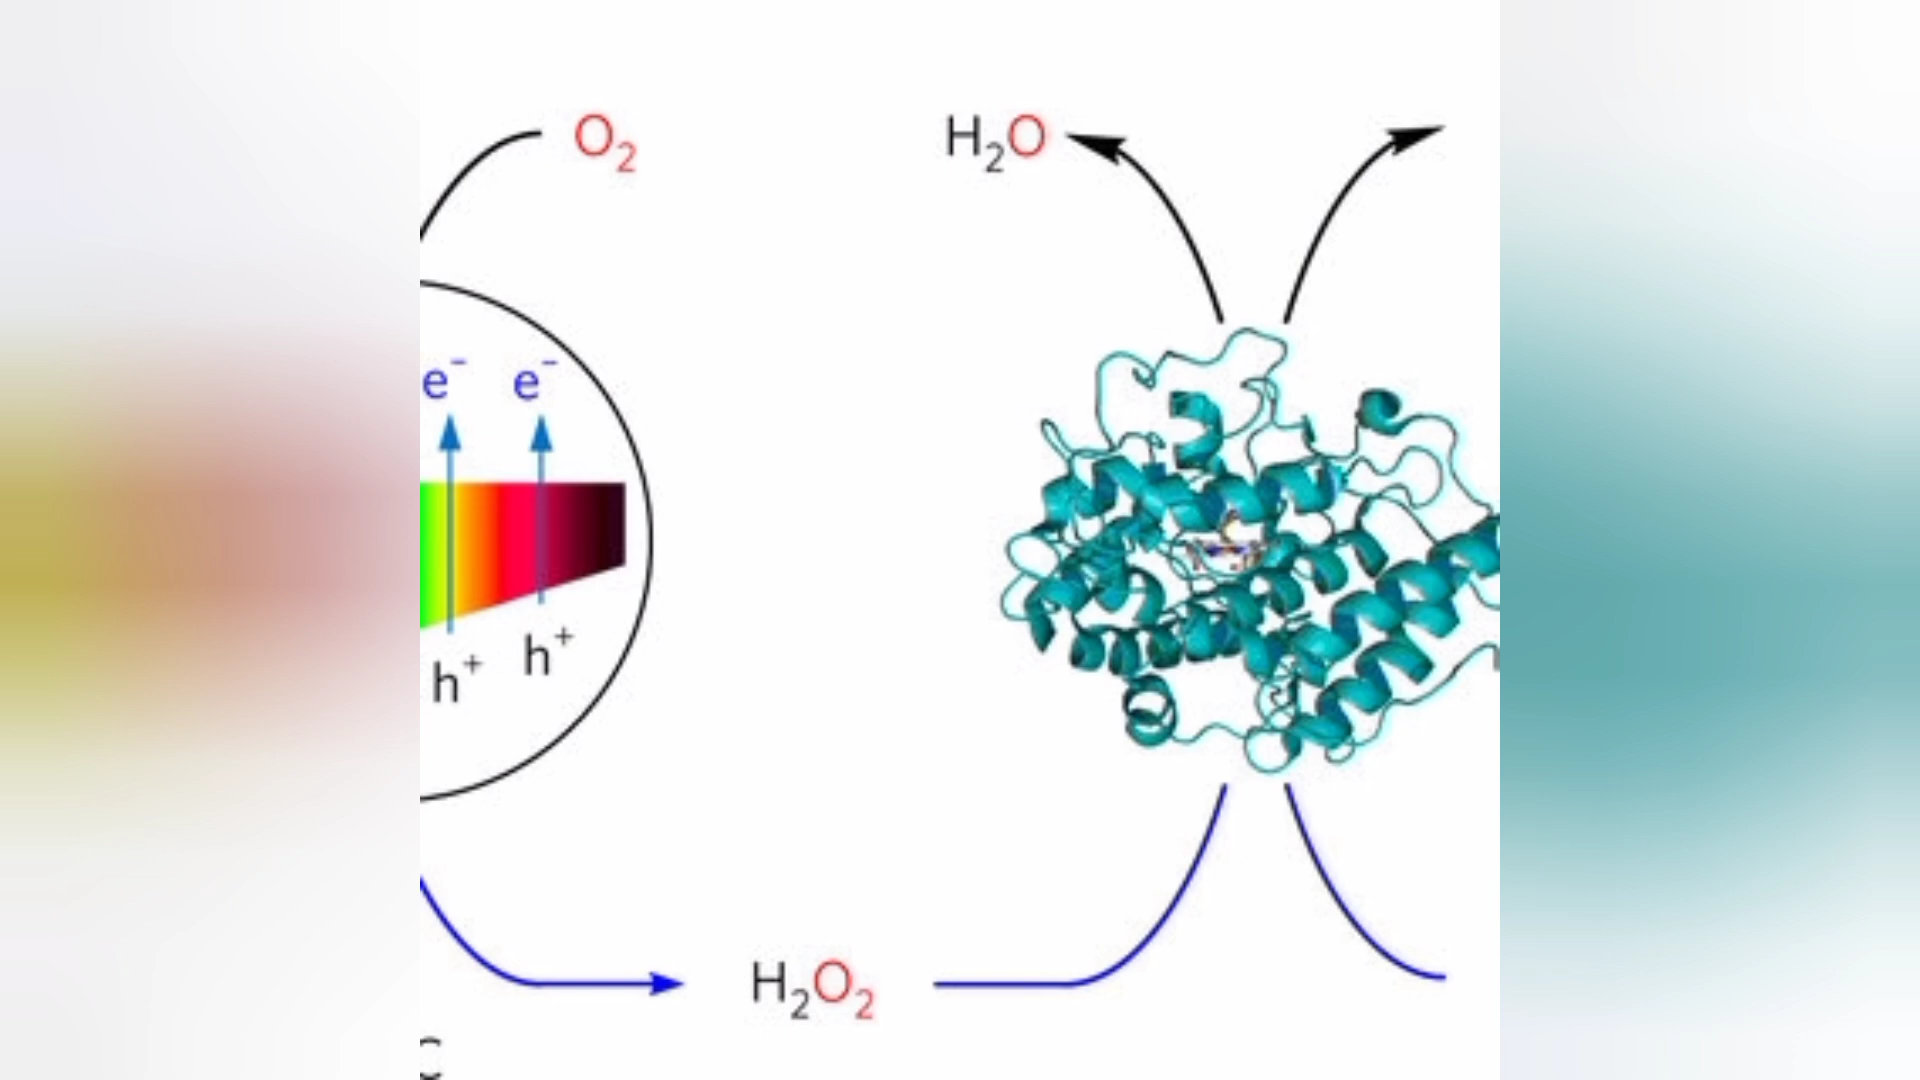 O₂
H₂O
e⁻ e⁻
h⁺ h⁺
H₂O₂